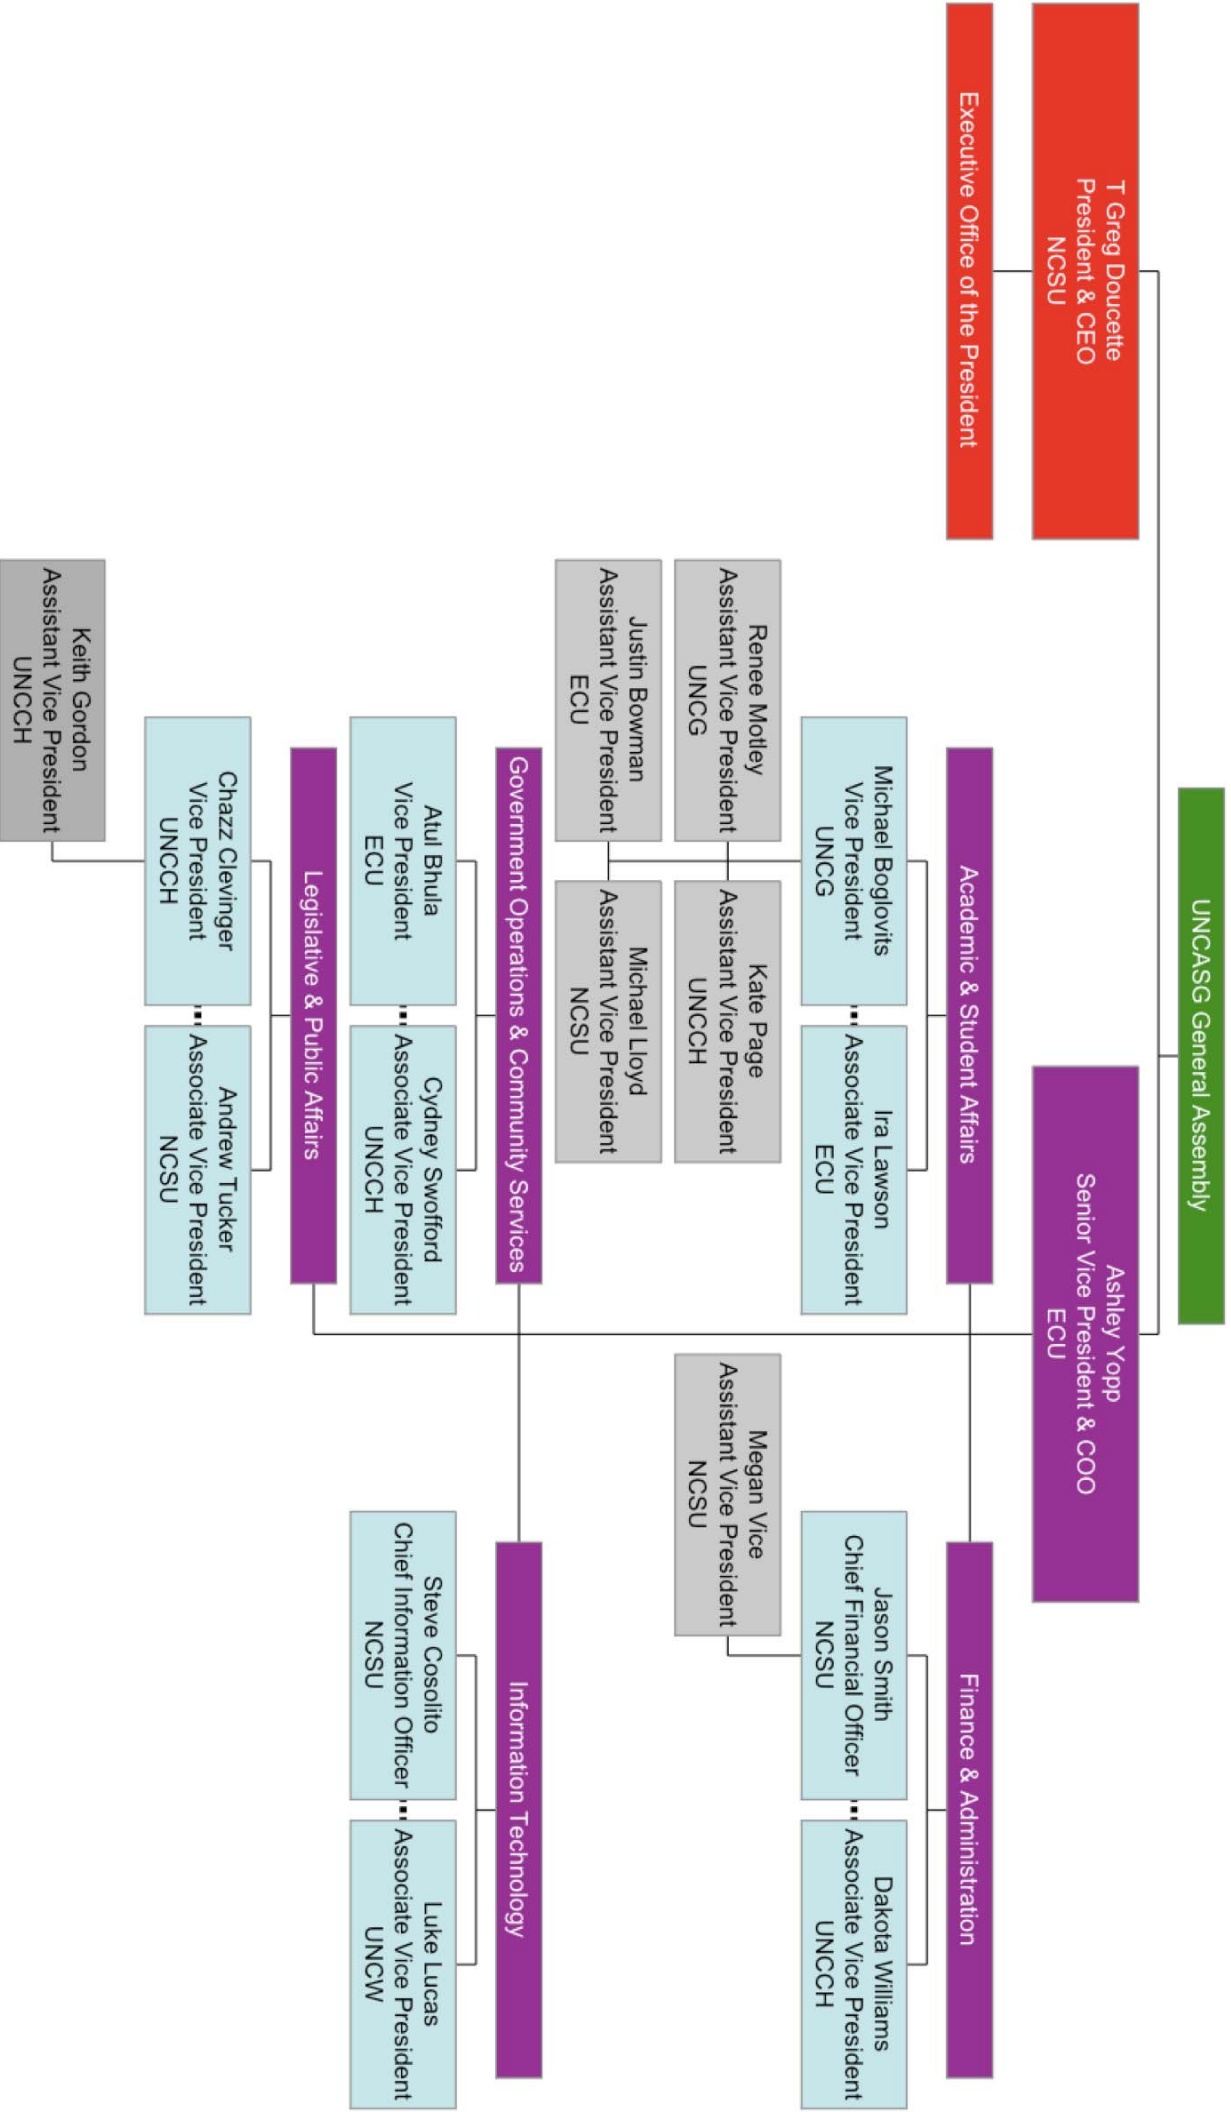 UNCASG General Assembly
T Greg Doucette
President & CEO
NCSU
Ashley Yopp
Senior Vice President & COO
ECU
Executive Office of the President
Academic & Student Affairs
Finance & Administration
Michael Boglovits
Vice President
UNCG
Ira Lawson
Associate Vice President
ECU
Jason Smith
Chief Financial Officer
NCSU
Dakota Williams
Associate Vice President
UNCCH
Renee Motley
Assistant Vice President
UNCG
Kate Page
Assistant Vice President
UNCCH
Megan Vice
Assistant Vice President
NCSU
Justin Bowman
Assistant Vice President
ECU
Michael Lloyd
Assistant Vice President
NCSU
Government Operations & Community Services
Information Technology
Atul Bhula
Vice President
ECU
Cydney Swofford
Associate Vice President
UNCCH
Steve Cosolito
Chief Information Officer
NCSU
Luke Lucas
Associate Vice President
UNCW
Legislative & Public Affairs
Chazz Clevinger
Vice President
UNCCH
Andrew Tucker
Associate Vice President
NCSU
Keith Gordon
Assistant Vice President
UNCCH